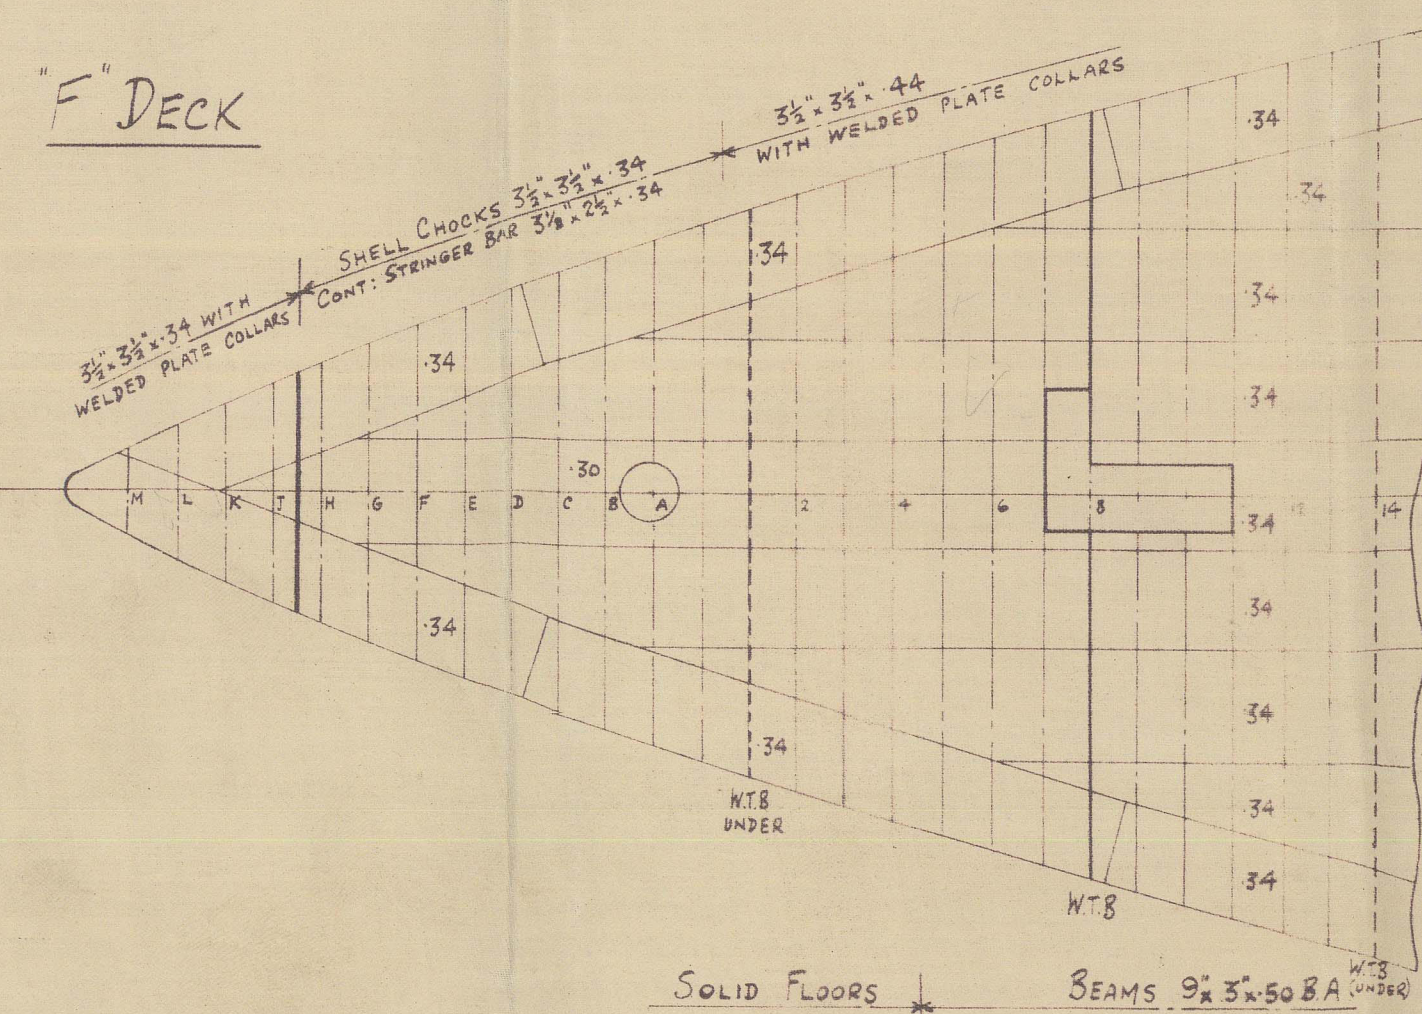 "F" DECK
3½" x 3½" x ·34 WITH
WELDED PLATE COLLARS
SHELL CHOCKS 3½" x 3½" x ·34
CONT: STRINGER BAR 3⅛" x 2½" x ·34
3½" x 3½" x ·44
WITH WELDED PLATE COLLARS
·34
·34
·34
·34
·34
·34
·30
M L K J H G F E D C B A 2 4 6 8 12 14
·34
·34
·34
·34
·34
·34
·34
W.T.B
UNDER
W.T.B
SOLID FLOORS
BEAMS 9" x 3" x ·50 B.A
W.T.B
(UNDER)